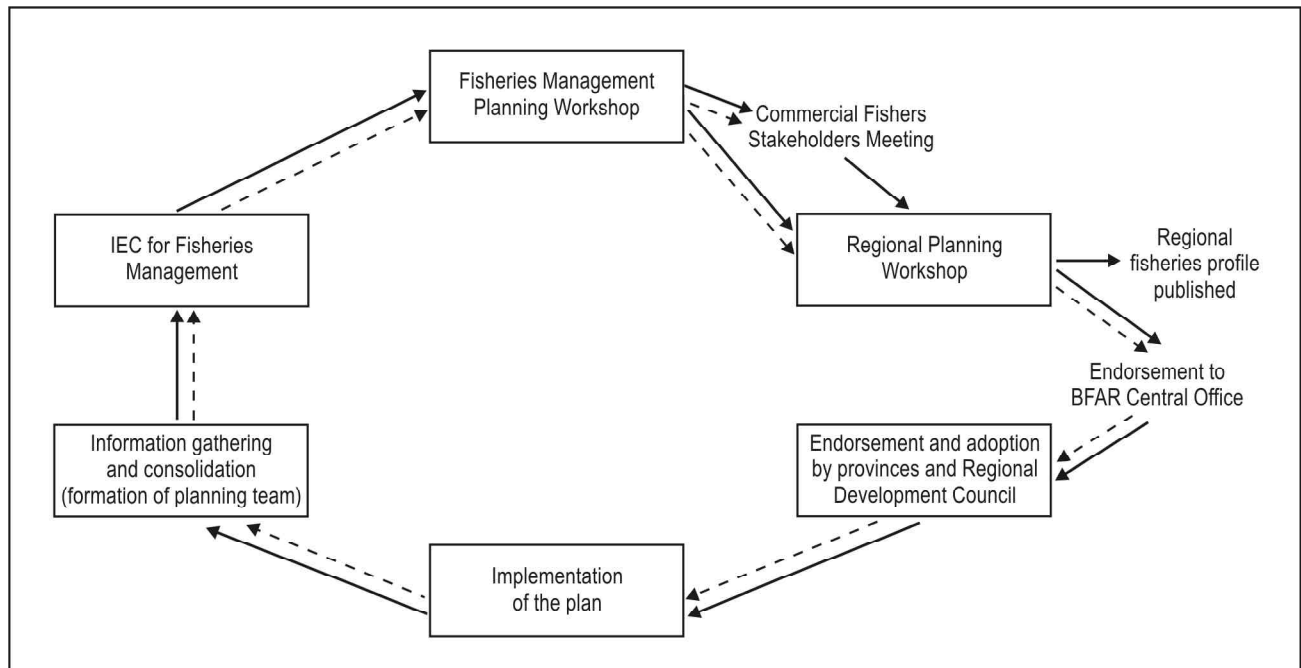 Fisheries Management
Planning Workshop
Commercial Fishers
Stakeholders Meeting
IEC for Fisheries
Management
Regional Planning
Workshop
Regional
fisheries profile
published
Endorsement to
BFAR Central Office
Information gathering
and consolidation
(formation of planning team)
Endorsement and adoption
by provinces and Regional
Development Council
Implementation
of the plan